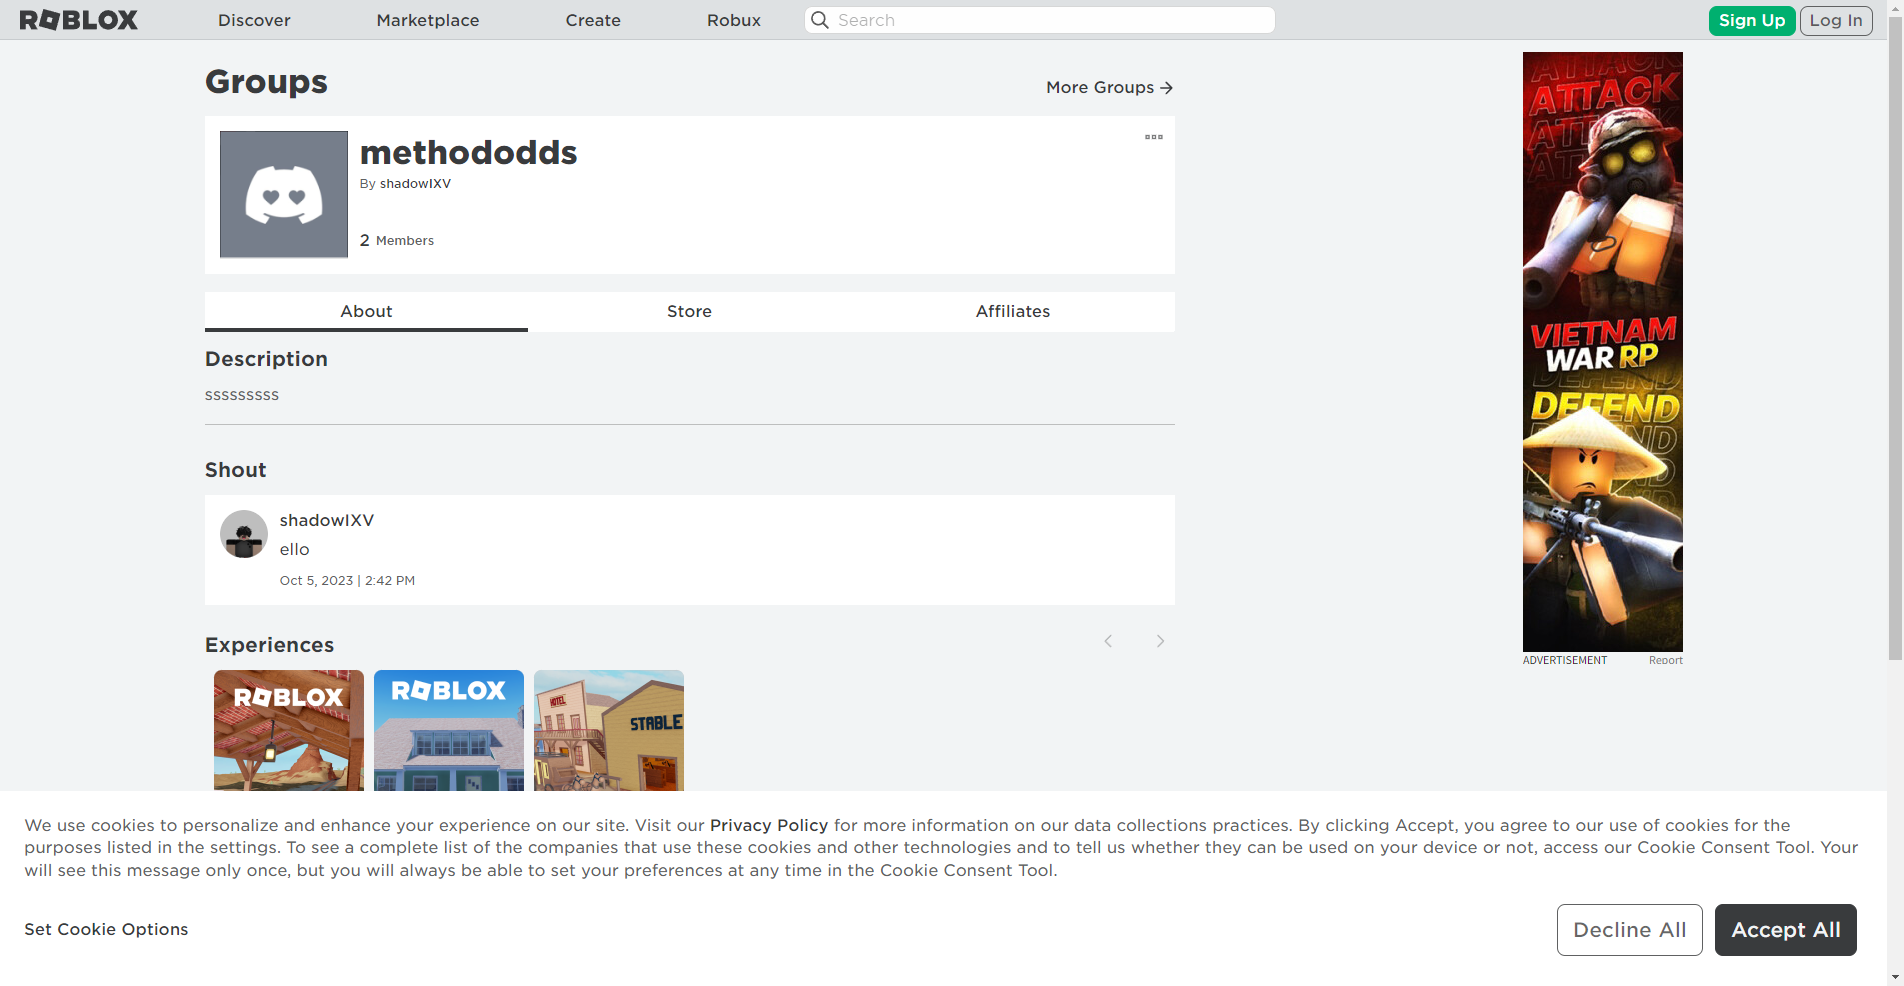 ROBLOX
Discover
Marketplace
Create
Robux
Search
Sign Up
Log In
Groups
More Groups
methododds
By shadowIXV
2 Members
About
Store
Affiliates
Description
sssssssss
Shout
shadowIXV
ello
Oct 5, 2023 | 2:42 PM
Experiences
ROBLOX
ROBLOX
HOTEL
STABLE
ATTACK
ATTACK
VIETNAM
WAR RP
DEFEND
DEFEND
ADVERTISEMENT
Report
We use cookies to personalize and enhance your experience on our site. Visit our Privacy Policy for more information on our data collections practices. By clicking Accept, you agree to our use of cookies for the
purposes listed in the settings. To see a complete list of the companies that use these cookies and other technologies and to tell us whether they can be used on your device or not, access our Cookie Consent Tool. Your
will see this message only once, but you will always be able to set your preferences at any time in the Cookie Consent Tool.
Set Cookie Options
Decline All
Accept All